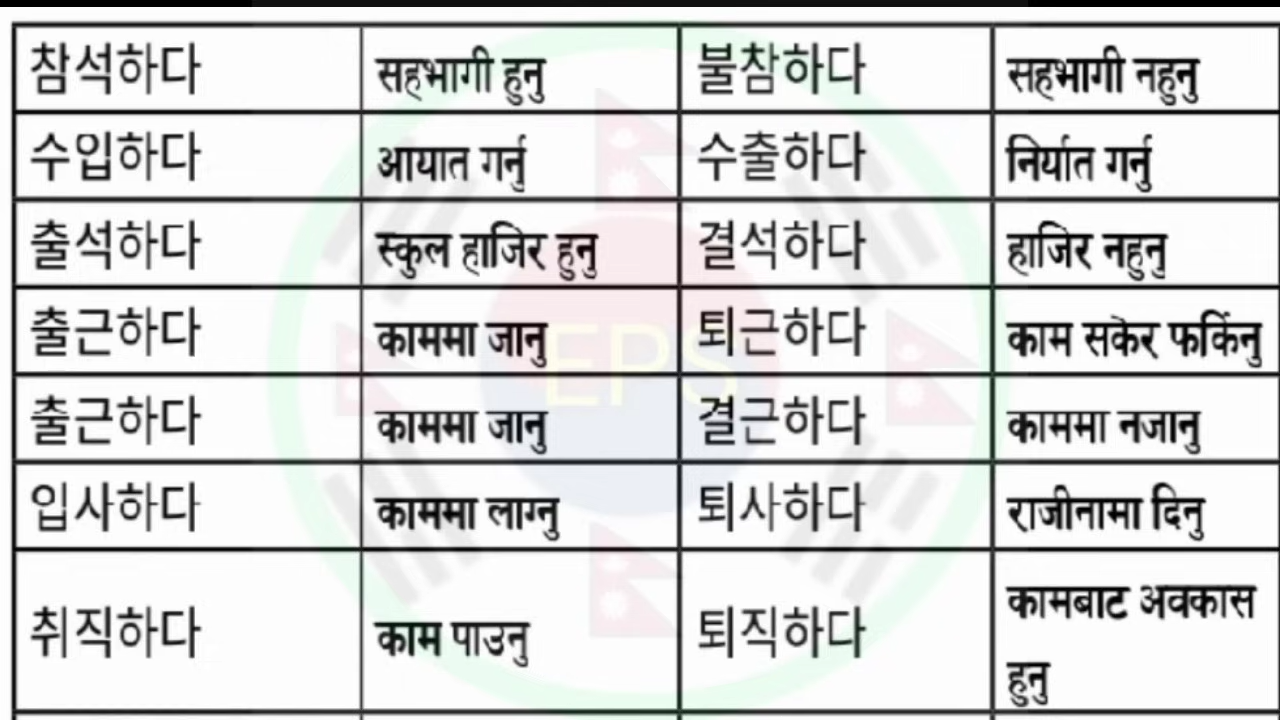 참석하다 सहभागी हुनु 불참하다 सहभागी नहुनु
수입하다 आयात गर्नु 수출하다 निर्यात गर्नु
출석하다 स्कुल हाजिर हुनु 결석하다 हाजिर नहुनु
출근하다 काममा जानु 퇴근하다 काम सकेर फर्किनु
출근하다 काममा जानु 결근하다 काममा नजानु
입사하다 काममा लाग्नु 퇴사하다 राजीनामा दिनु
취직하다 काम पाउनु 퇴직하다 कामबाट अवकास
हुनु
EPS